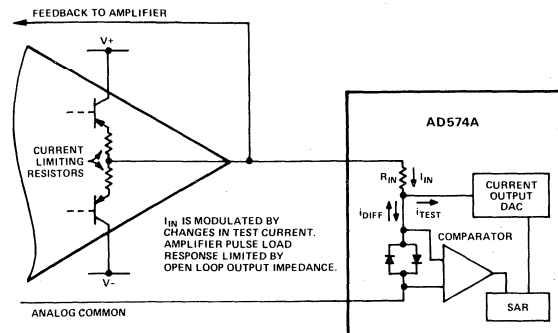 FEEDBACK TO AMPLIFIER
V+
AD574A
CURRENT
LIMITING
RESISTORS
RIN
IIN
CURRENT
OUTPUT
DAC
iDIFF
iTEST
IIN IS MODULATED BY
CHANGES IN TEST CURRENT.
AMPLIFIER PULSE LOAD
RESPONSE LIMITED BY
OPEN LOOP OUTPUT IMPEDANCE.
COMPARATOR
V-
SAR
ANALOG COMMON